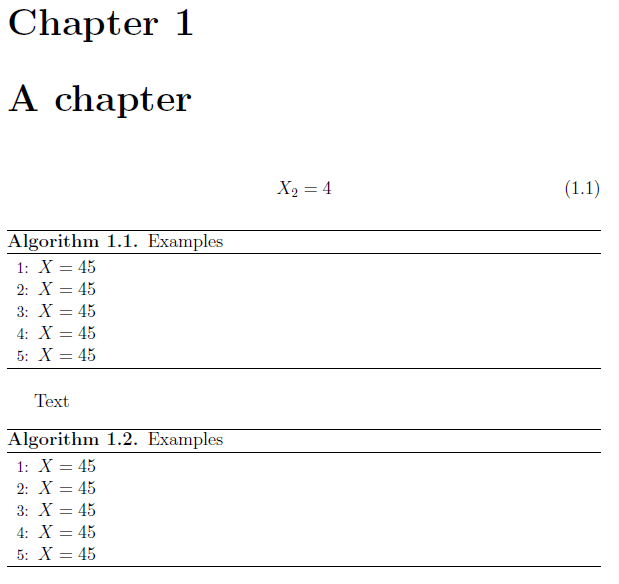 Chapter 1
A chapter
X₂ = 4 (1.1)
Algorithm 1.1. Examples
1: X = 45
2: X = 45
3: X = 45
4: X = 45
5: X = 45
Text
Algorithm 1.2. Examples
1: X = 45
2: X = 45
3: X = 45
4: X = 45
5: X = 45